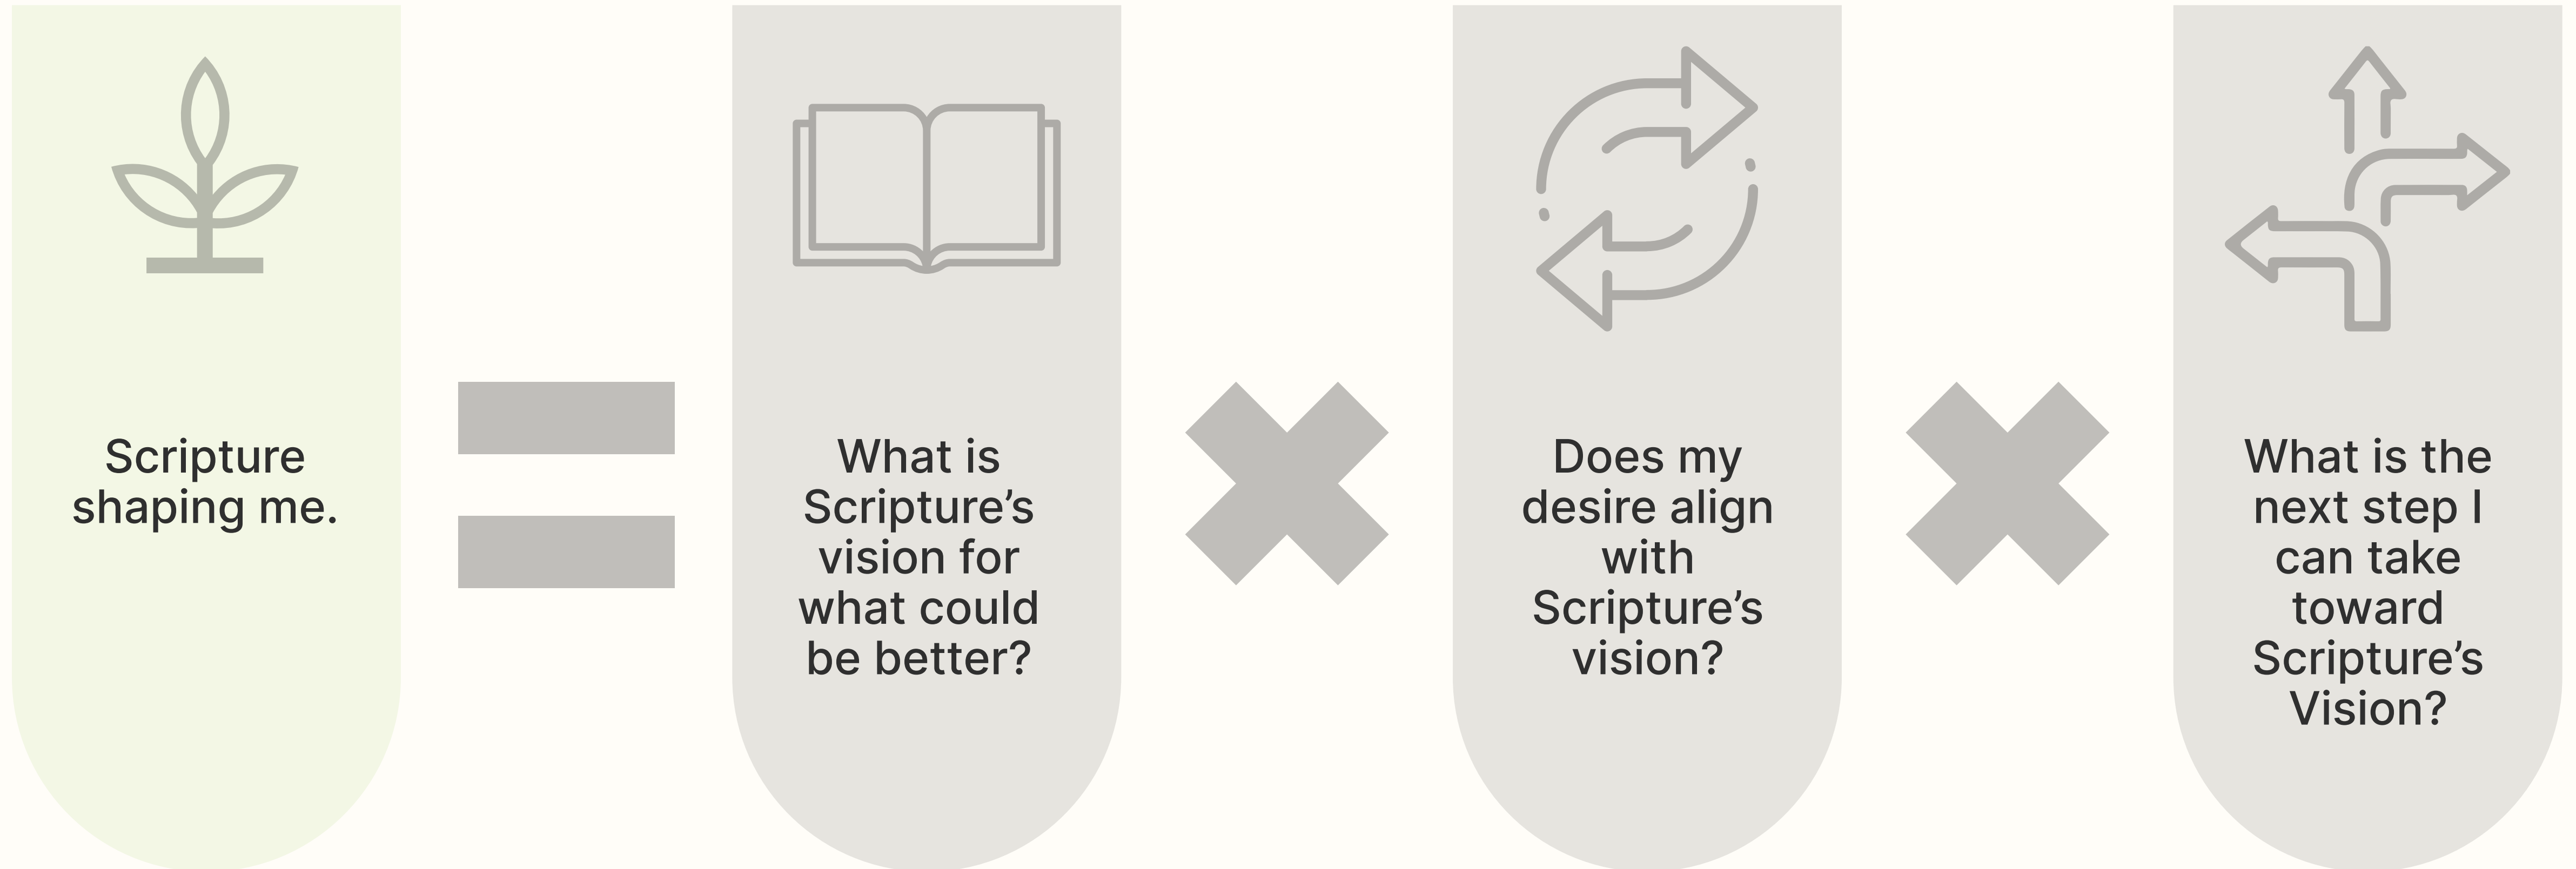 Scripture
shaping me.
What is
Scripture’s
vision for
what could
be better?
Does my
desire align
with
Scripture’s
vision?
What is the
next step I
can take
toward
Scripture’s
Vision?